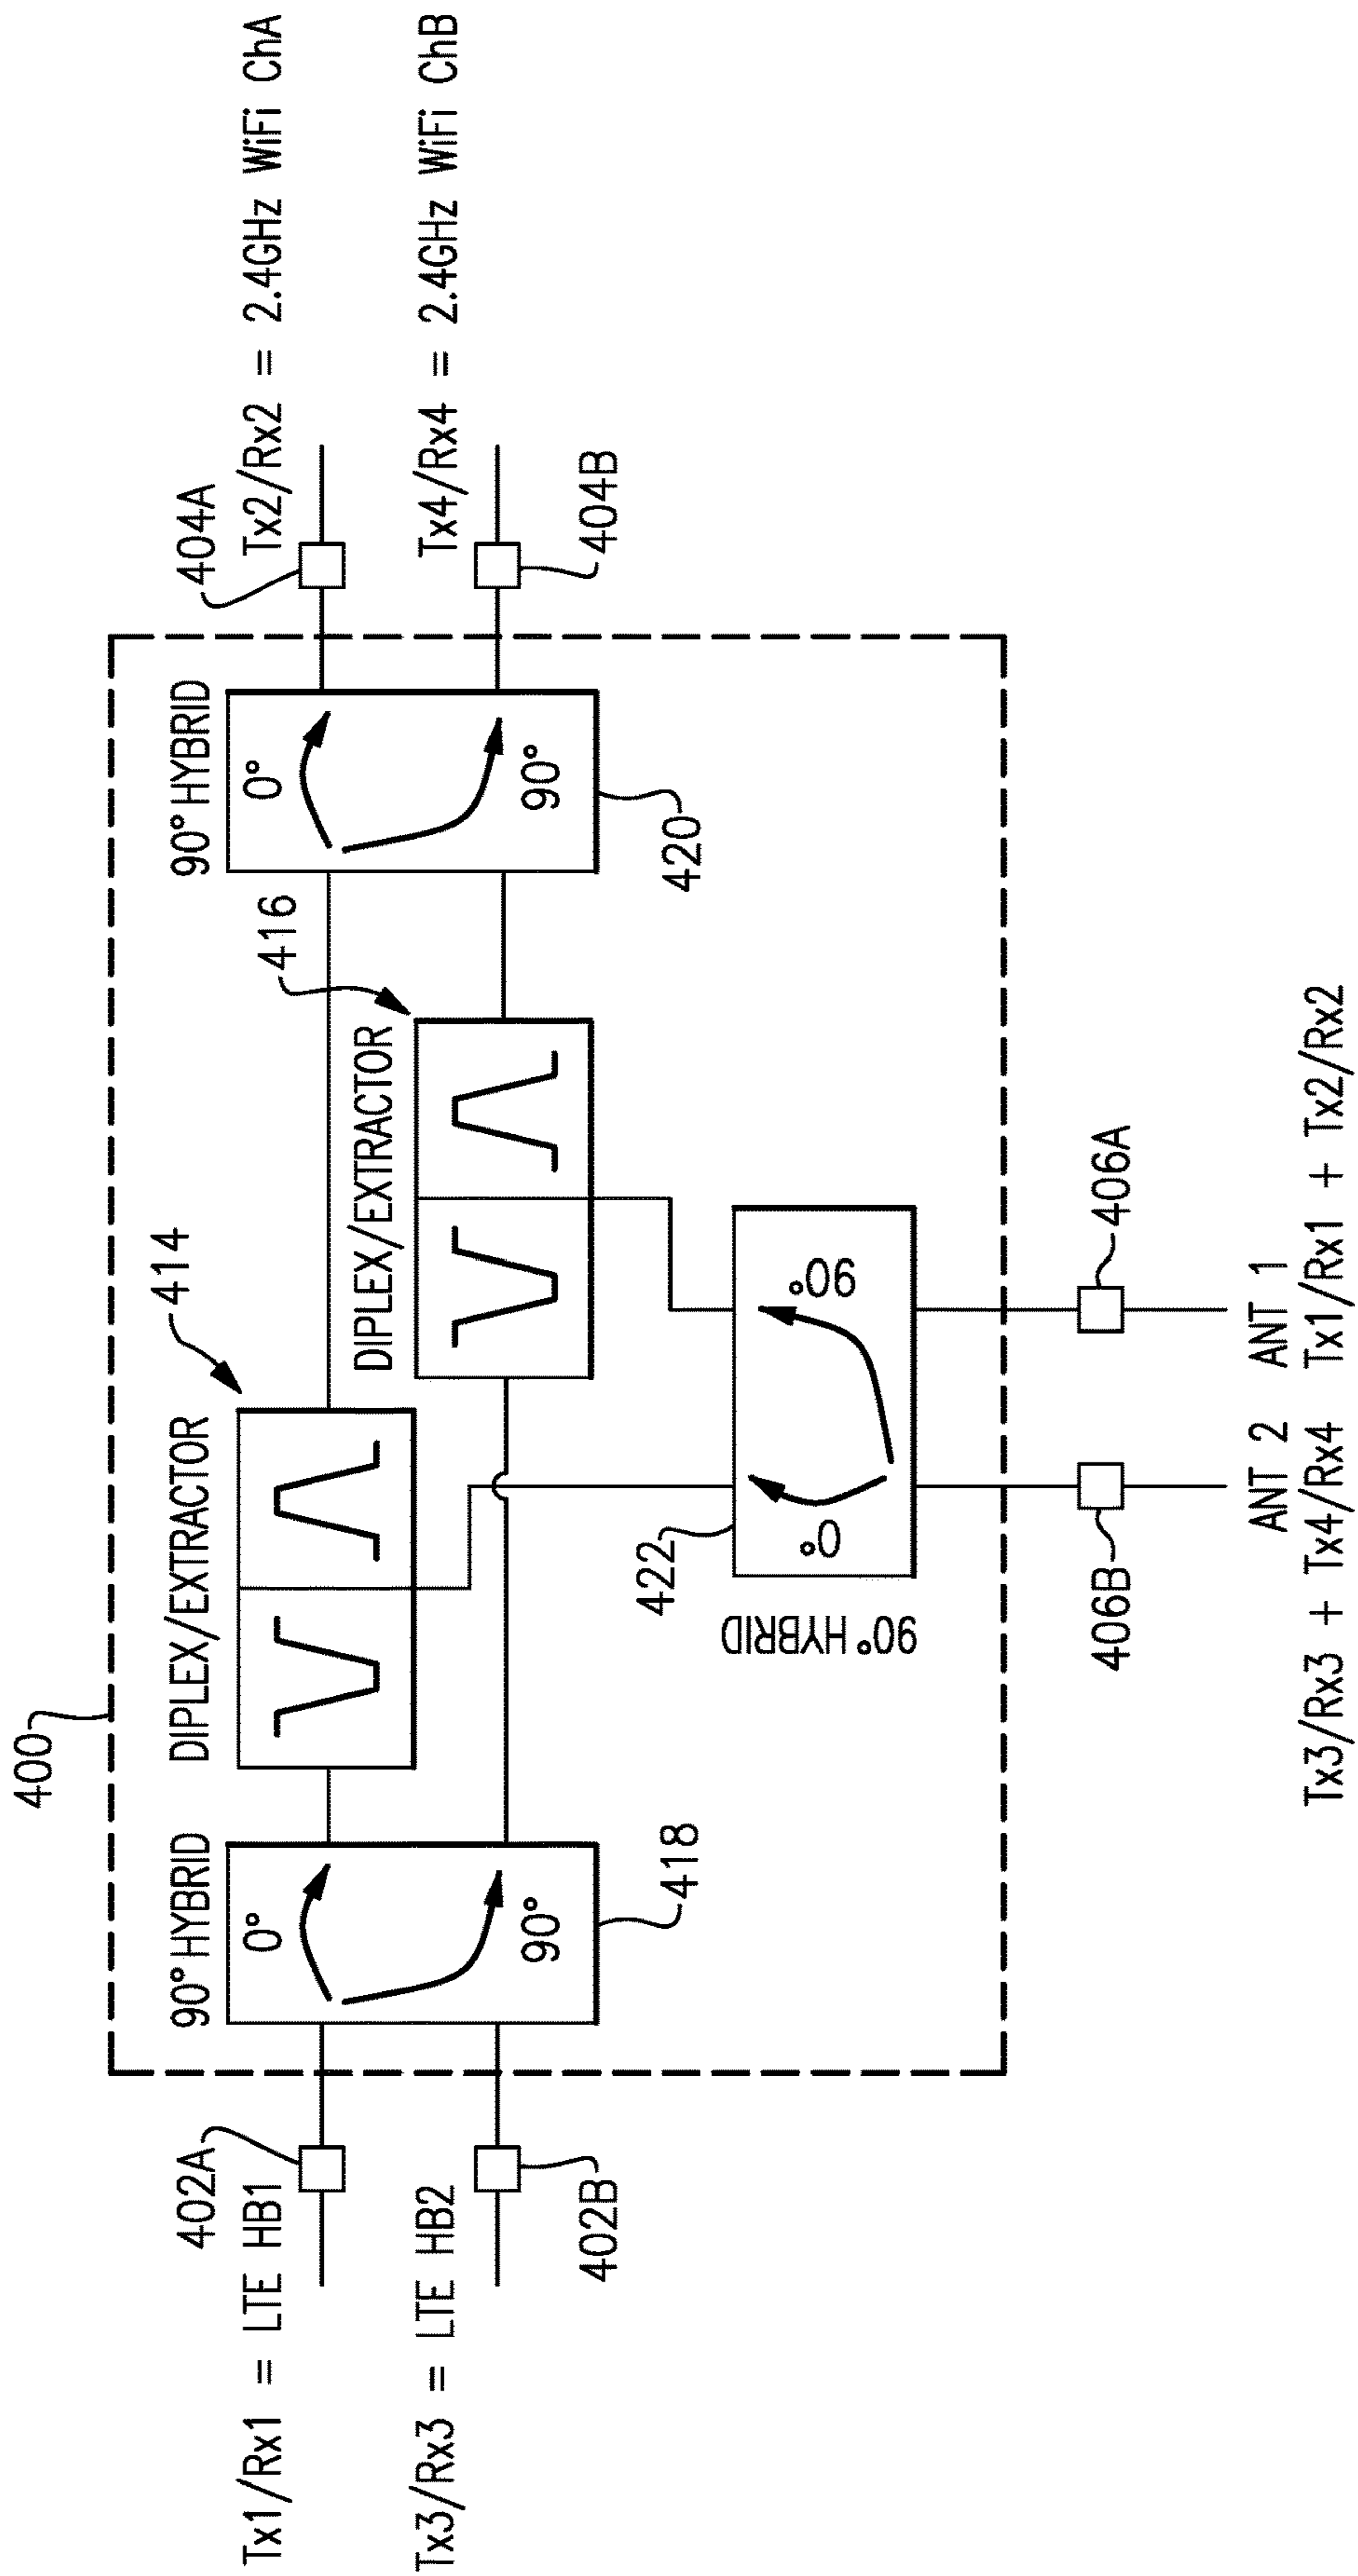 400
90° HYBRID
DIPLEX/EXTRACTOR
414
DIPLEX/EXTRACTOR
416
90° HYBRID
402A
Tx1/Rx1 = LTE HB1
Tx3/Rx3 = LTE HB2
402B
0°
90°
418
0°
90°
420
404A
Tx2/Rx2 = 2.4GHz WiFi ChA
Tx4/Rx4 = 2.4GHz WiFi ChB
404B
422
0°
90°
90° HYBRID
406B
406A
ANT 2
ANT 1
Tx3/Rx3 + Tx4/Rx4
Tx1/Rx1 + Tx2/Rx2